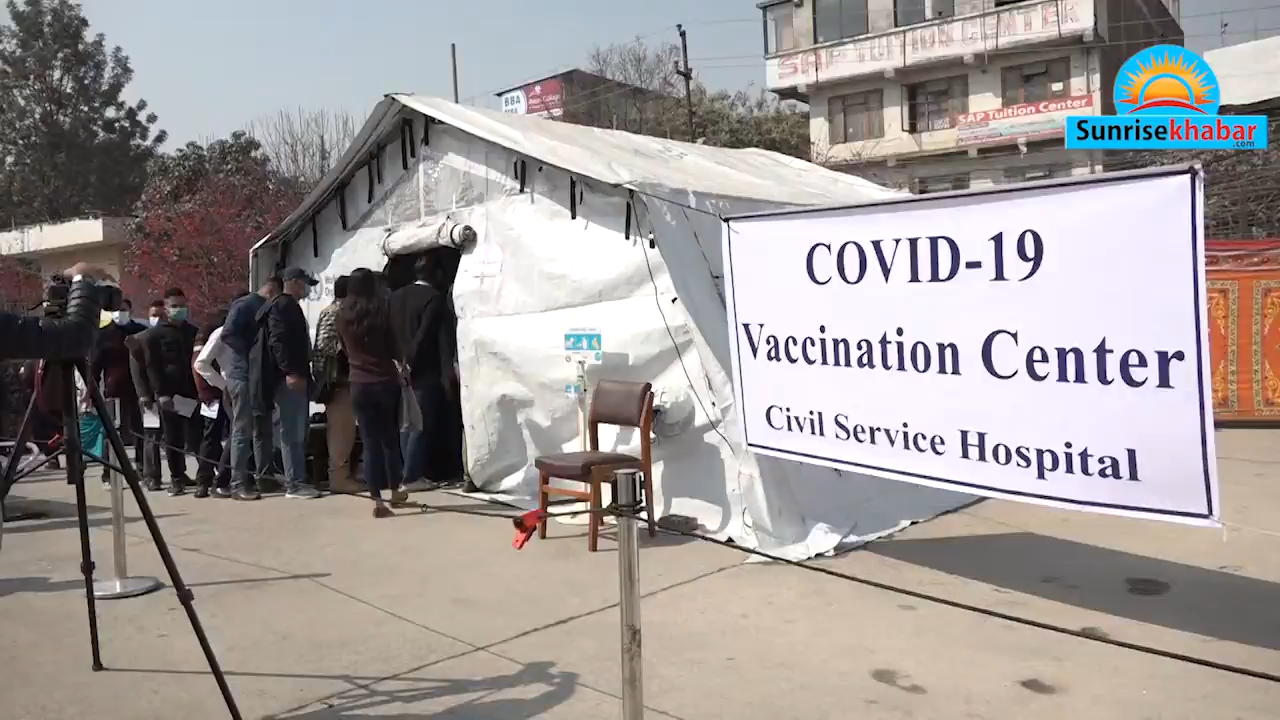 SAP TUITION CENTER
BBA
SAP Tuition Center
Sunrisekhabar
.com
COVID-19
Vaccination Center
Civil Service Hospital